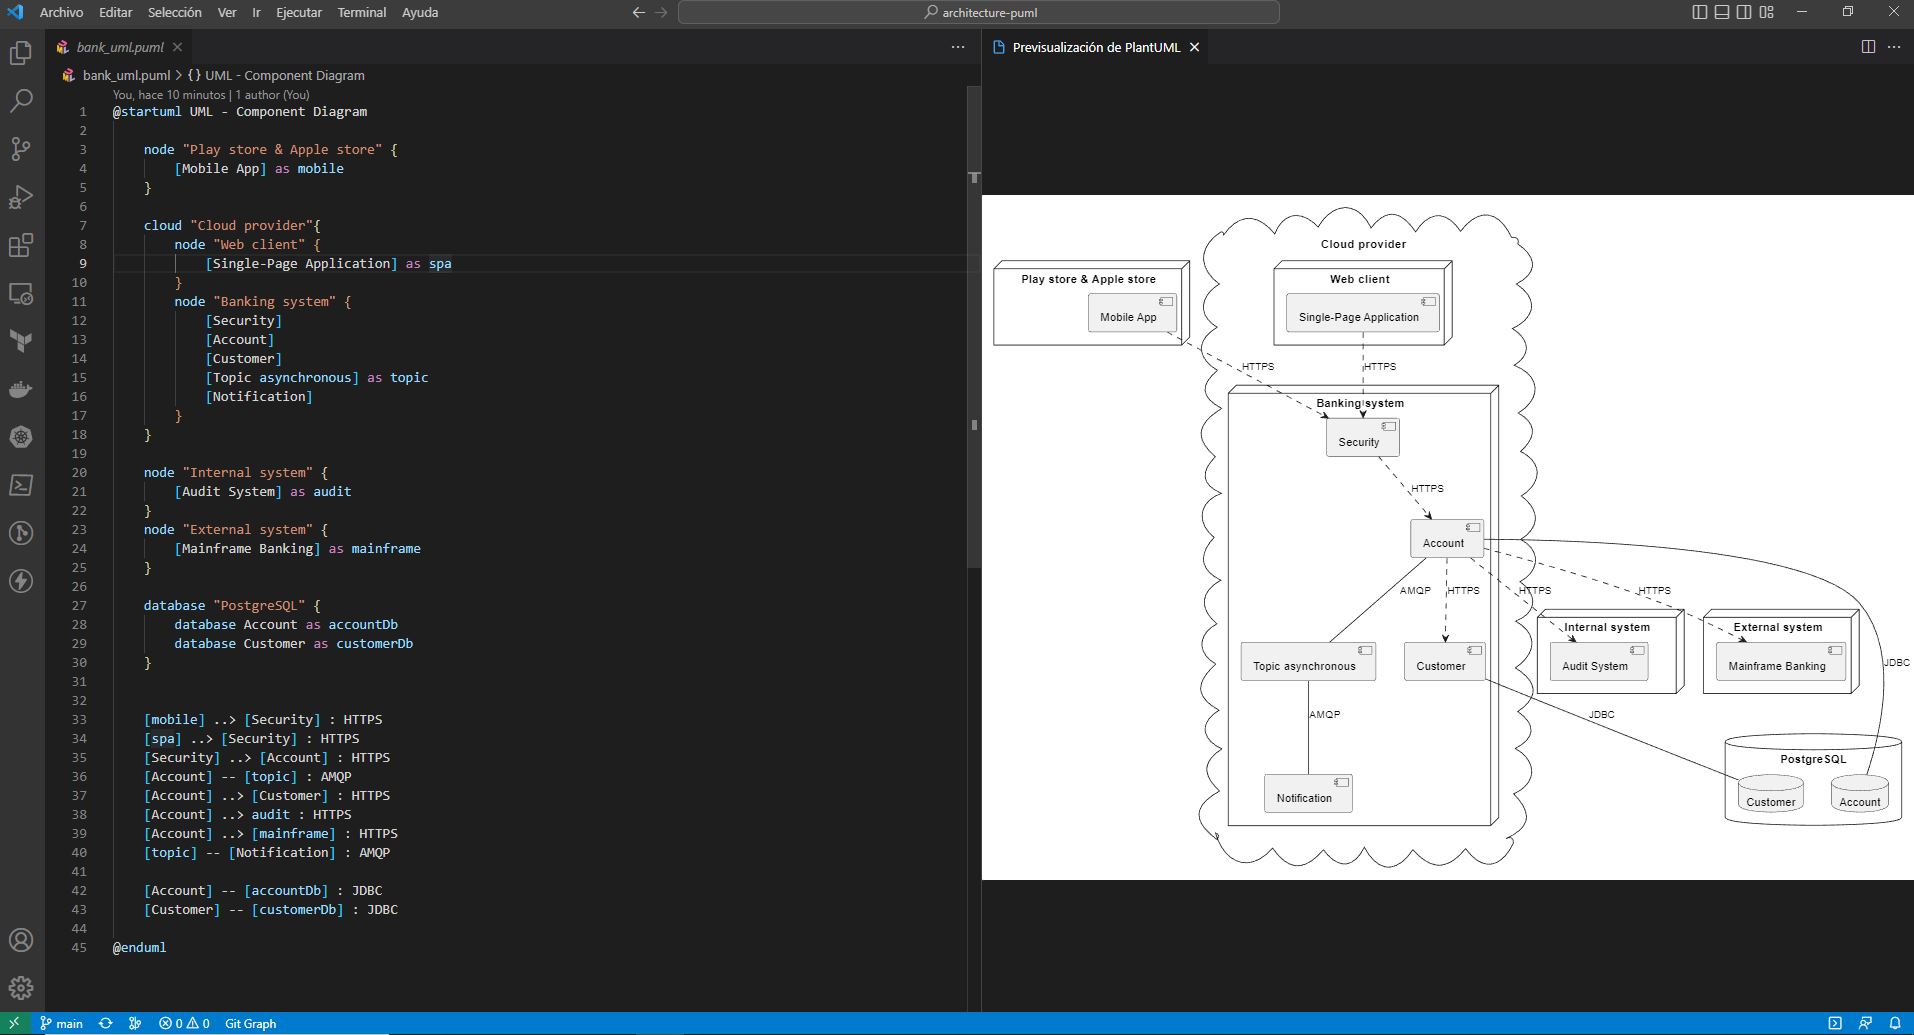 Archivo Editar Selección Ver Ir Ejecutar Terminal Ayuda
architecture-puml
bank_uml.puml
bank_uml.puml > {} UML - Component Diagram
You, hace 10 minutos | 1 author (You)
1 @startuml UML - Component Diagram
2
3 node "Play store & Apple store" {
4 [Mobile App] as mobile
5 }
6
7 cloud "Cloud provider"{
8 node "Web client" {
9 [Single-Page Application] as spa
10 }
11 node "Banking system" {
12 [Security]
13 [Account]
14 [Customer]
15 [Topic asynchronous] as topic
16 [Notification]
17 }
18 }
19
20 node "Internal system" {
21 [Audit System] as audit
22 }
23 node "External system" {
24 [Mainframe Banking] as mainframe
25 }
26
27 database "PostgreSQL" {
28 database Account as accountDb
29 database Customer as customerDb
30 }
31
32
33 [mobile] ..> [Security] : HTTPS
34 [spa] ..> [Security] : HTTPS
35 [Security] ..> [Account] : HTTPS
36 [Account] -- [topic] : AMQP
37 [Account] ..> [Customer] : HTTPS
38 [Account] ..> audit : HTTPS
39 [Account] ..> [mainframe] : HTTPS
40 [topic] -- [Notification] : AMQP
41
42 [Account] -- [accountDb] : JDBC
43 [Customer] -- [customerDb] : JDBC
44
45 @enduml
Previsualización de PlantUML
Cloud provider
Play store & Apple store
Web client
Mobile App
Single-Page Application
HTTPS
HTTPS
Banking system
Security
HTTPS
Account
AMQP
HTTPS
HTTPS
HTTPS
Internal system
External system
Topic asynchronous
Customer
Audit System
Mainframe Banking
JDBC
AMQP
JDBC
PostgreSQL
Notification
Customer
Account
main
0 0
Git Graph